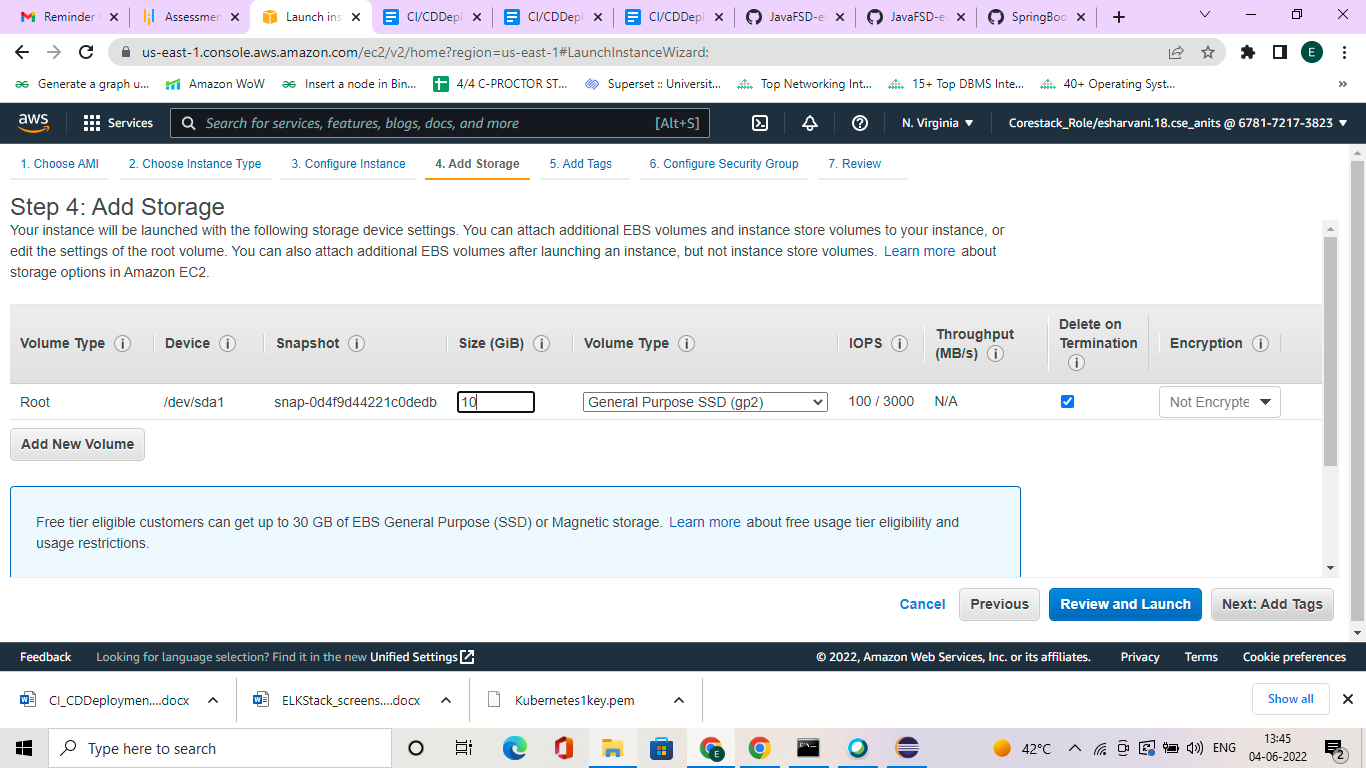 Reminder f
Assessmen
Launch ins
CI/CDDepl
CI/CDDepl
CI/CDDepl
JavaFSD-e
JavaFSD-e
SpringBoo
us-east-1.console.aws.amazon.com/ec2/v2/home?region=us-east-1#LaunchInstanceWizard:
E
Generate a graph u...
Amazon WoW
Insert a node in Bin...
4/4 C-PROCTOR ST...
Superset :: Universit...
Top Networking Int...
15+ Top DBMS Inte...
40+ Operating Syst...
»
aws
Services
Search for services, features, blogs, docs, and more
[Alt+S]
N. Virginia
Corestack_Role/esharvani.18.cse_anits @ 6781-7217-3823
1. Choose AMI
2. Choose Instance Type
3. Configure Instance
4. Add Storage
5. Add Tags
6. Configure Security Group
7. Review
Step 4: Add Storage
Your instance will be launched with the following storage device settings. You can attach additional EBS volumes and instance store volumes to your instance, or
edit the settings of the root volume. You can also attach additional EBS volumes after launching an instance, but not instance store volumes. Learn more about
storage options in Amazon EC2.
Volume Type
Device
Snapshot
Size (GiB)
Volume Type
IOPS
Throughput
(MB/s)
Delete on
Termination
Encryption
Root
/dev/sda1
snap-0d4f9d44221c0dedb
10
General Purpose SSD (gp2)
100 / 3000
N/A
Not Encrypte
Add New Volume
Free tier eligible customers can get up to 30 GB of EBS General Purpose (SSD) or Magnetic storage. Learn more about free usage tier eligibility and
usage restrictions.
Cancel
Previous
Review and Launch
Next: Add Tags
Feedback
Looking for language selection? Find it in the new Unified Settings
© 2022, Amazon Web Services, Inc. or its affiliates.
Privacy
Terms
Cookie preferences
CI_CDDeploymen....docx
ELKStack_screens....docx
Kubernetes1key.pem
Show all
Type here to search
E
42°C
ENG
13:45
04-06-2022
2